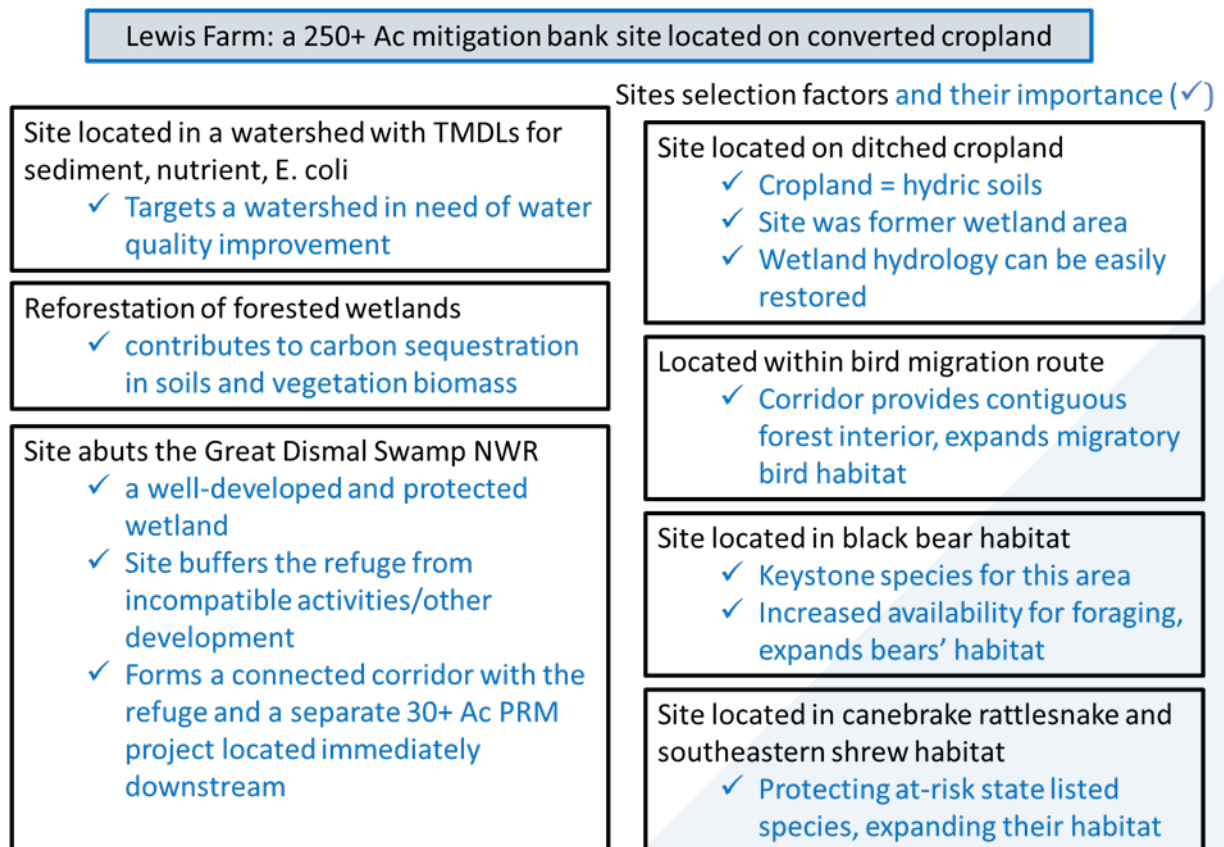 Lewis Farm: a 250+ Ac mitigation bank site located on converted cropland
Sites selection factors and their importance (✓)
Site located in a watershed with TMDLs for
sediment, nutrient, E. coli
✓ Targets a watershed in need of water
quality improvement
Reforestation of forested wetlands
✓ contributes to carbon sequestration
in soils and vegetation biomass
Site abuts the Great Dismal Swamp NWR
✓ a well-developed and protected
wetland
✓ Site buffers the refuge from
incompatible activities/other
development
✓ Forms a connected corridor with the
refuge and a separate 30+ Ac PRM
project located immediately
downstream
Site located on ditched cropland
✓ Cropland = hydric soils
✓ Site was former wetland area
✓ Wetland hydrology can be easily
restored
Located within bird migration route
✓ Corridor provides contiguous
forest interior, expands migratory
bird habitat
Site located in black bear habitat
✓ Keystone species for this area
✓ Increased availability for foraging,
expands bears’ habitat
Site located in canebrake rattlesnake and
southeastern shrew habitat
✓ Protecting at-risk state listed
species, expanding their habitat